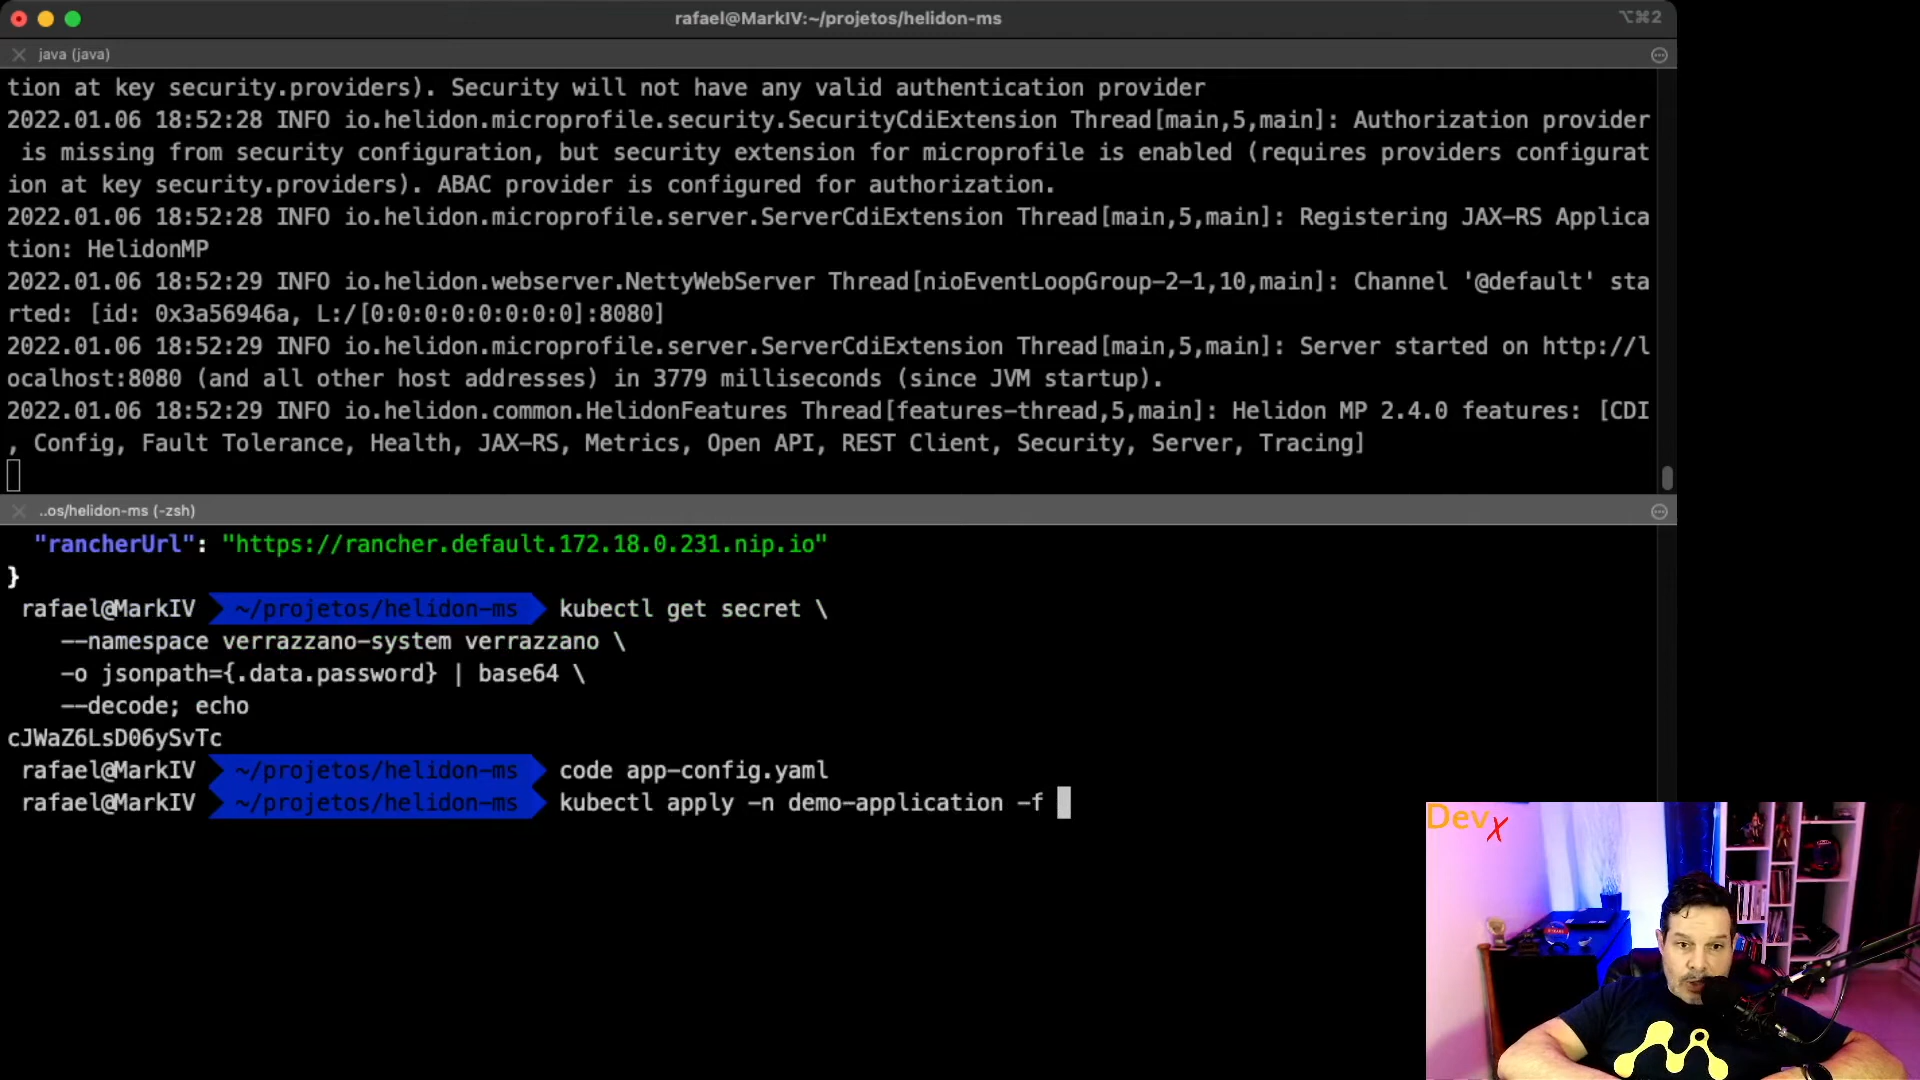 rafael@MarkIV:~/projetos/helidon-ms
⌥⌘2
java (java)
tion at key security.providers). Security will not have any valid authentication provider
2022.01.06 18:52:28 INFO io.helidon.microprofile.security.SecurityCdiExtension Thread[main,5,main]: Authorization provider
is missing from security configuration, but security extension for microprofile is enabled (requires providers configurat
ion at key security.providers). ABAC provider is configured for authorization.
2022.01.06 18:52:28 INFO io.helidon.microprofile.server.ServerCdiExtension Thread[main,5,main]: Registering JAX-RS Applica
tion: HelidonMP
2022.01.06 18:52:29 INFO io.helidon.webserver.NettyWebServer Thread[nioEventLoopGroup-2-1,10,main]: Channel '@default' sta
rted: [id: 0x3a56946a, L:/[0:0:0:0:0:0:0:0]:8080]
2022.01.06 18:52:29 INFO io.helidon.microprofile.server.ServerCdiExtension Thread[main,5,main]: Server started on http://l
ocalhost:8080 (and all other host addresses) in 3779 milliseconds (since JVM startup).
2022.01.06 18:52:29 INFO io.helidon.common.HelidonFeatures Thread[features-thread,5,main]: Helidon MP 2.4.0 features: [CDI
, Config, Fault Tolerance, Health, JAX-RS, Metrics, Open API, REST Client, Security, Server, Tracing]
..os/helidon-ms (-zsh)
"rancherUrl": "https://rancher.default.172.18.0.231.nip.io"
}
rafael@MarkIV ~/projetos/helidon-ms kubectl get secret \
--namespace verrazzano-system verrazzano \
-o jsonpath={.data.password} | base64 \
--decode; echo
cJWaZ6LsD06ySvTc
rafael@MarkIV ~/projetos/helidon-ms code app-config.yaml
rafael@MarkIV ~/projetos/helidon-ms kubectl apply -n demo-application -f
Devx